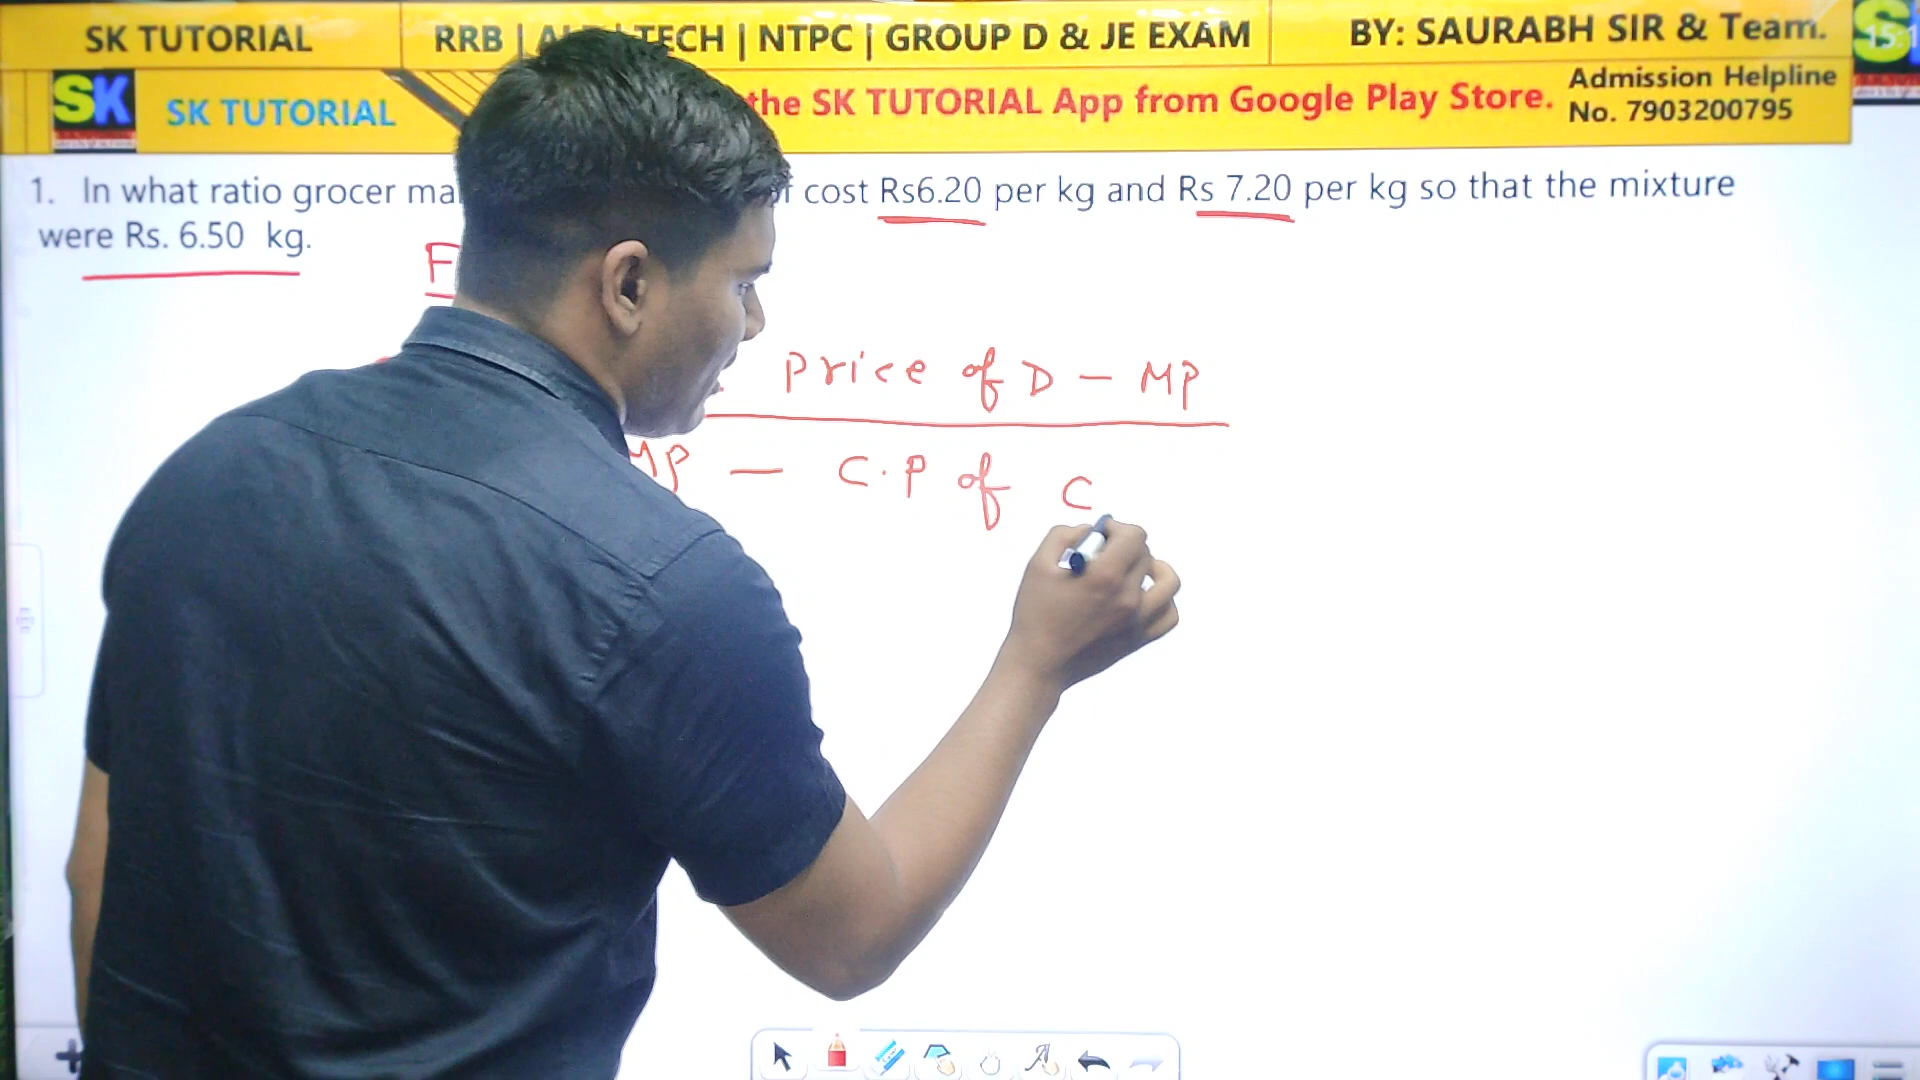 SK TUTORIAL
RRB | TECH | NTPC | GROUP D & JE EXAM
BY: SAURABH SIR & Team.
SK
SK TUTORIAL
the SK TUTORIAL App from Google Play Store.
Admission Helpline
No. 7903200795
1. In what ratio grocer cost Rs6.20 per kg and Rs 7.20 per kg so that the mixture
were Rs. 6.50 kg.
F
Price of D - MP
MP - C.P of C